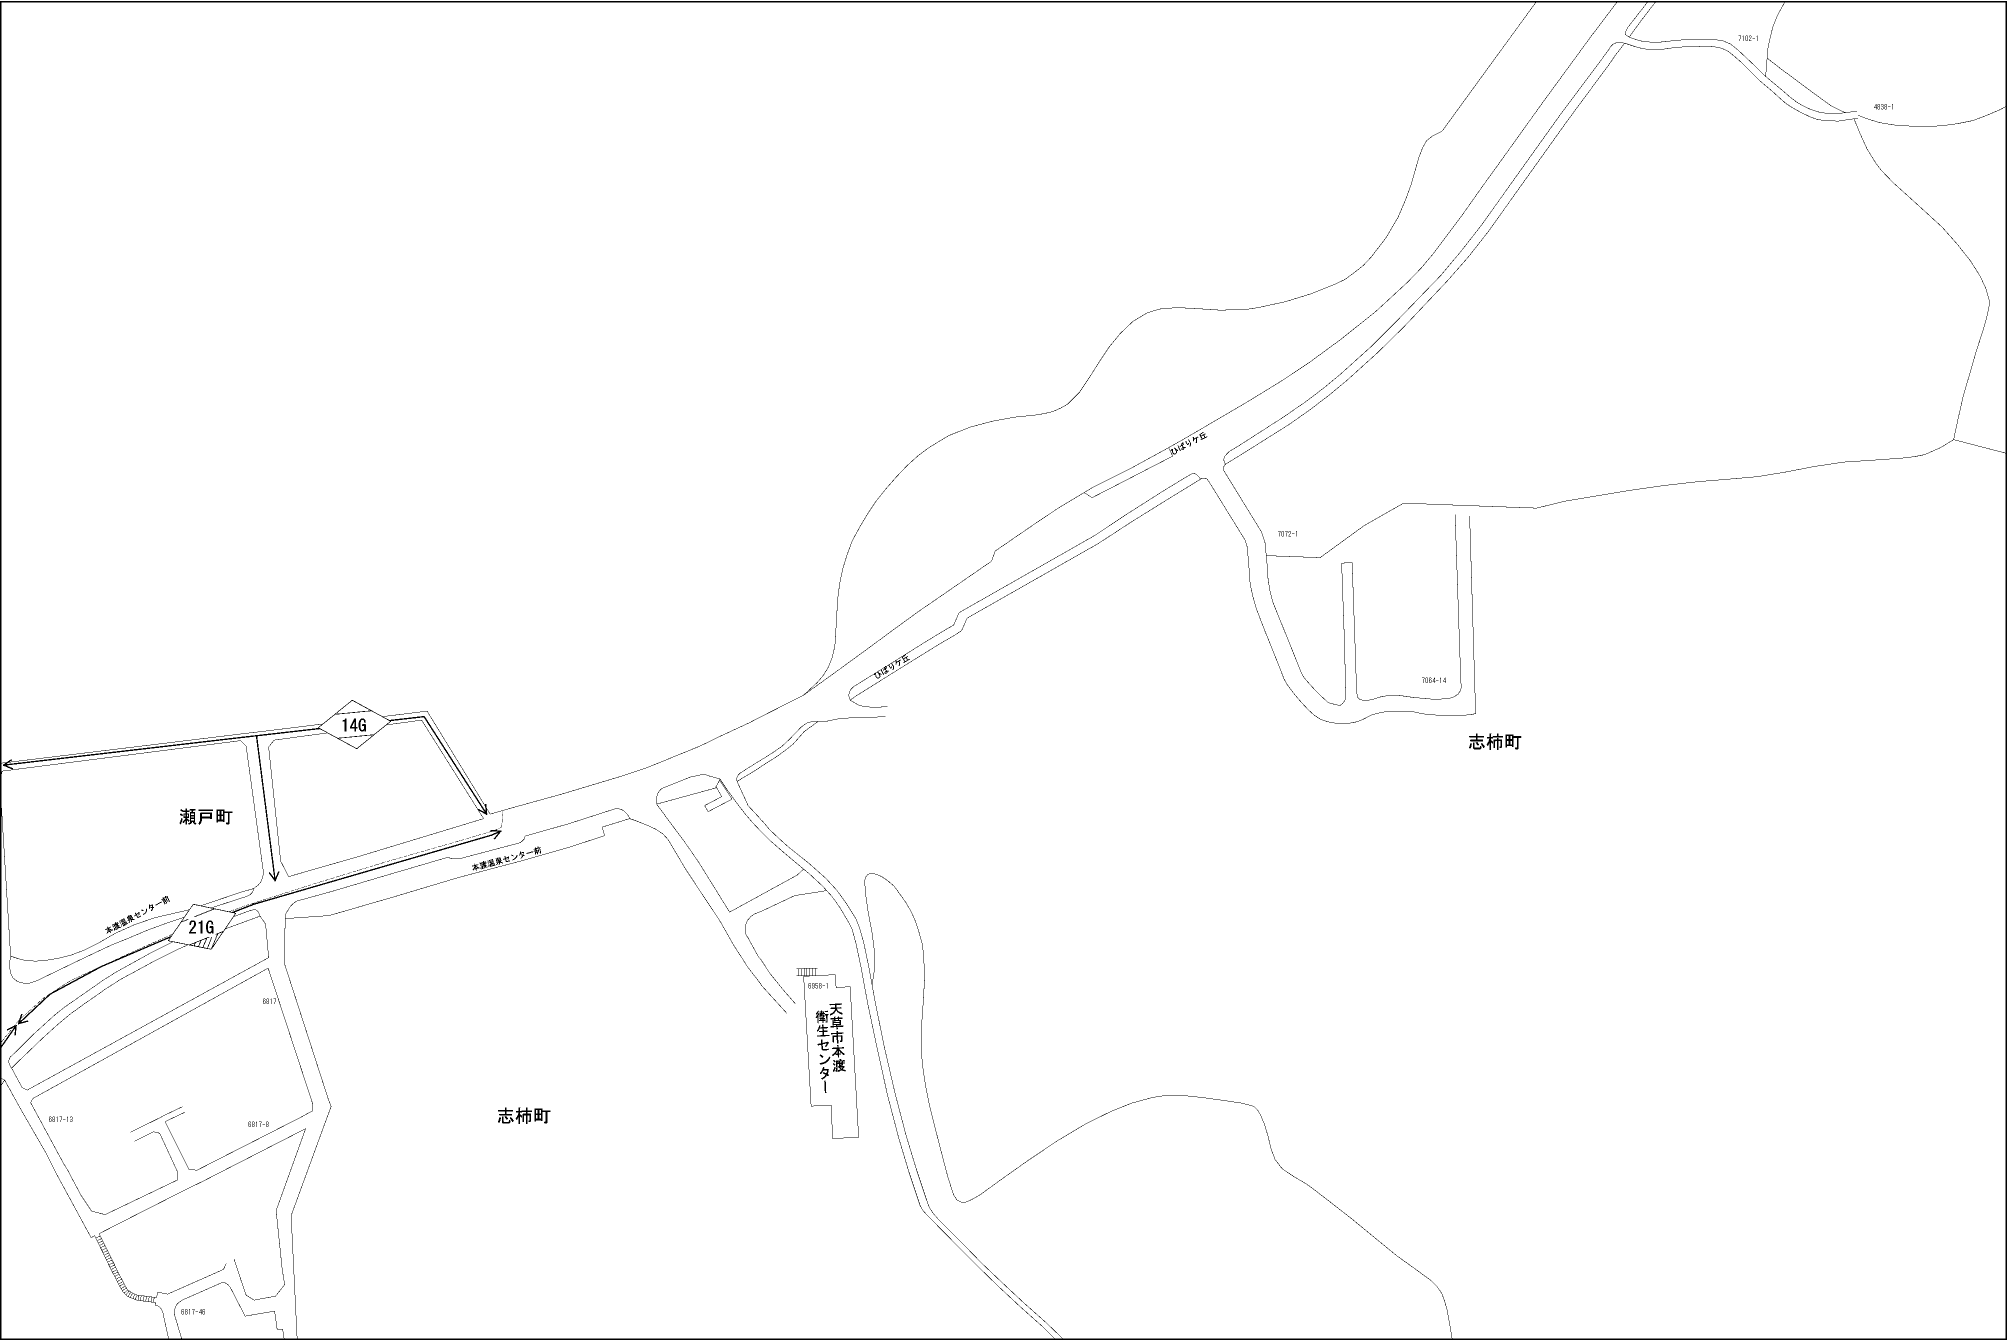 7102-1
4838-1
ひばりケ丘
7072-1
ひばりケ丘
7064-14
14G
志柿町
瀬戸町
本渡温泉センター前
本渡温泉センター前
21G
6958-1
6817
天草市本渡
衛生センター
志柿町
6817-13
6817-8
6817-46